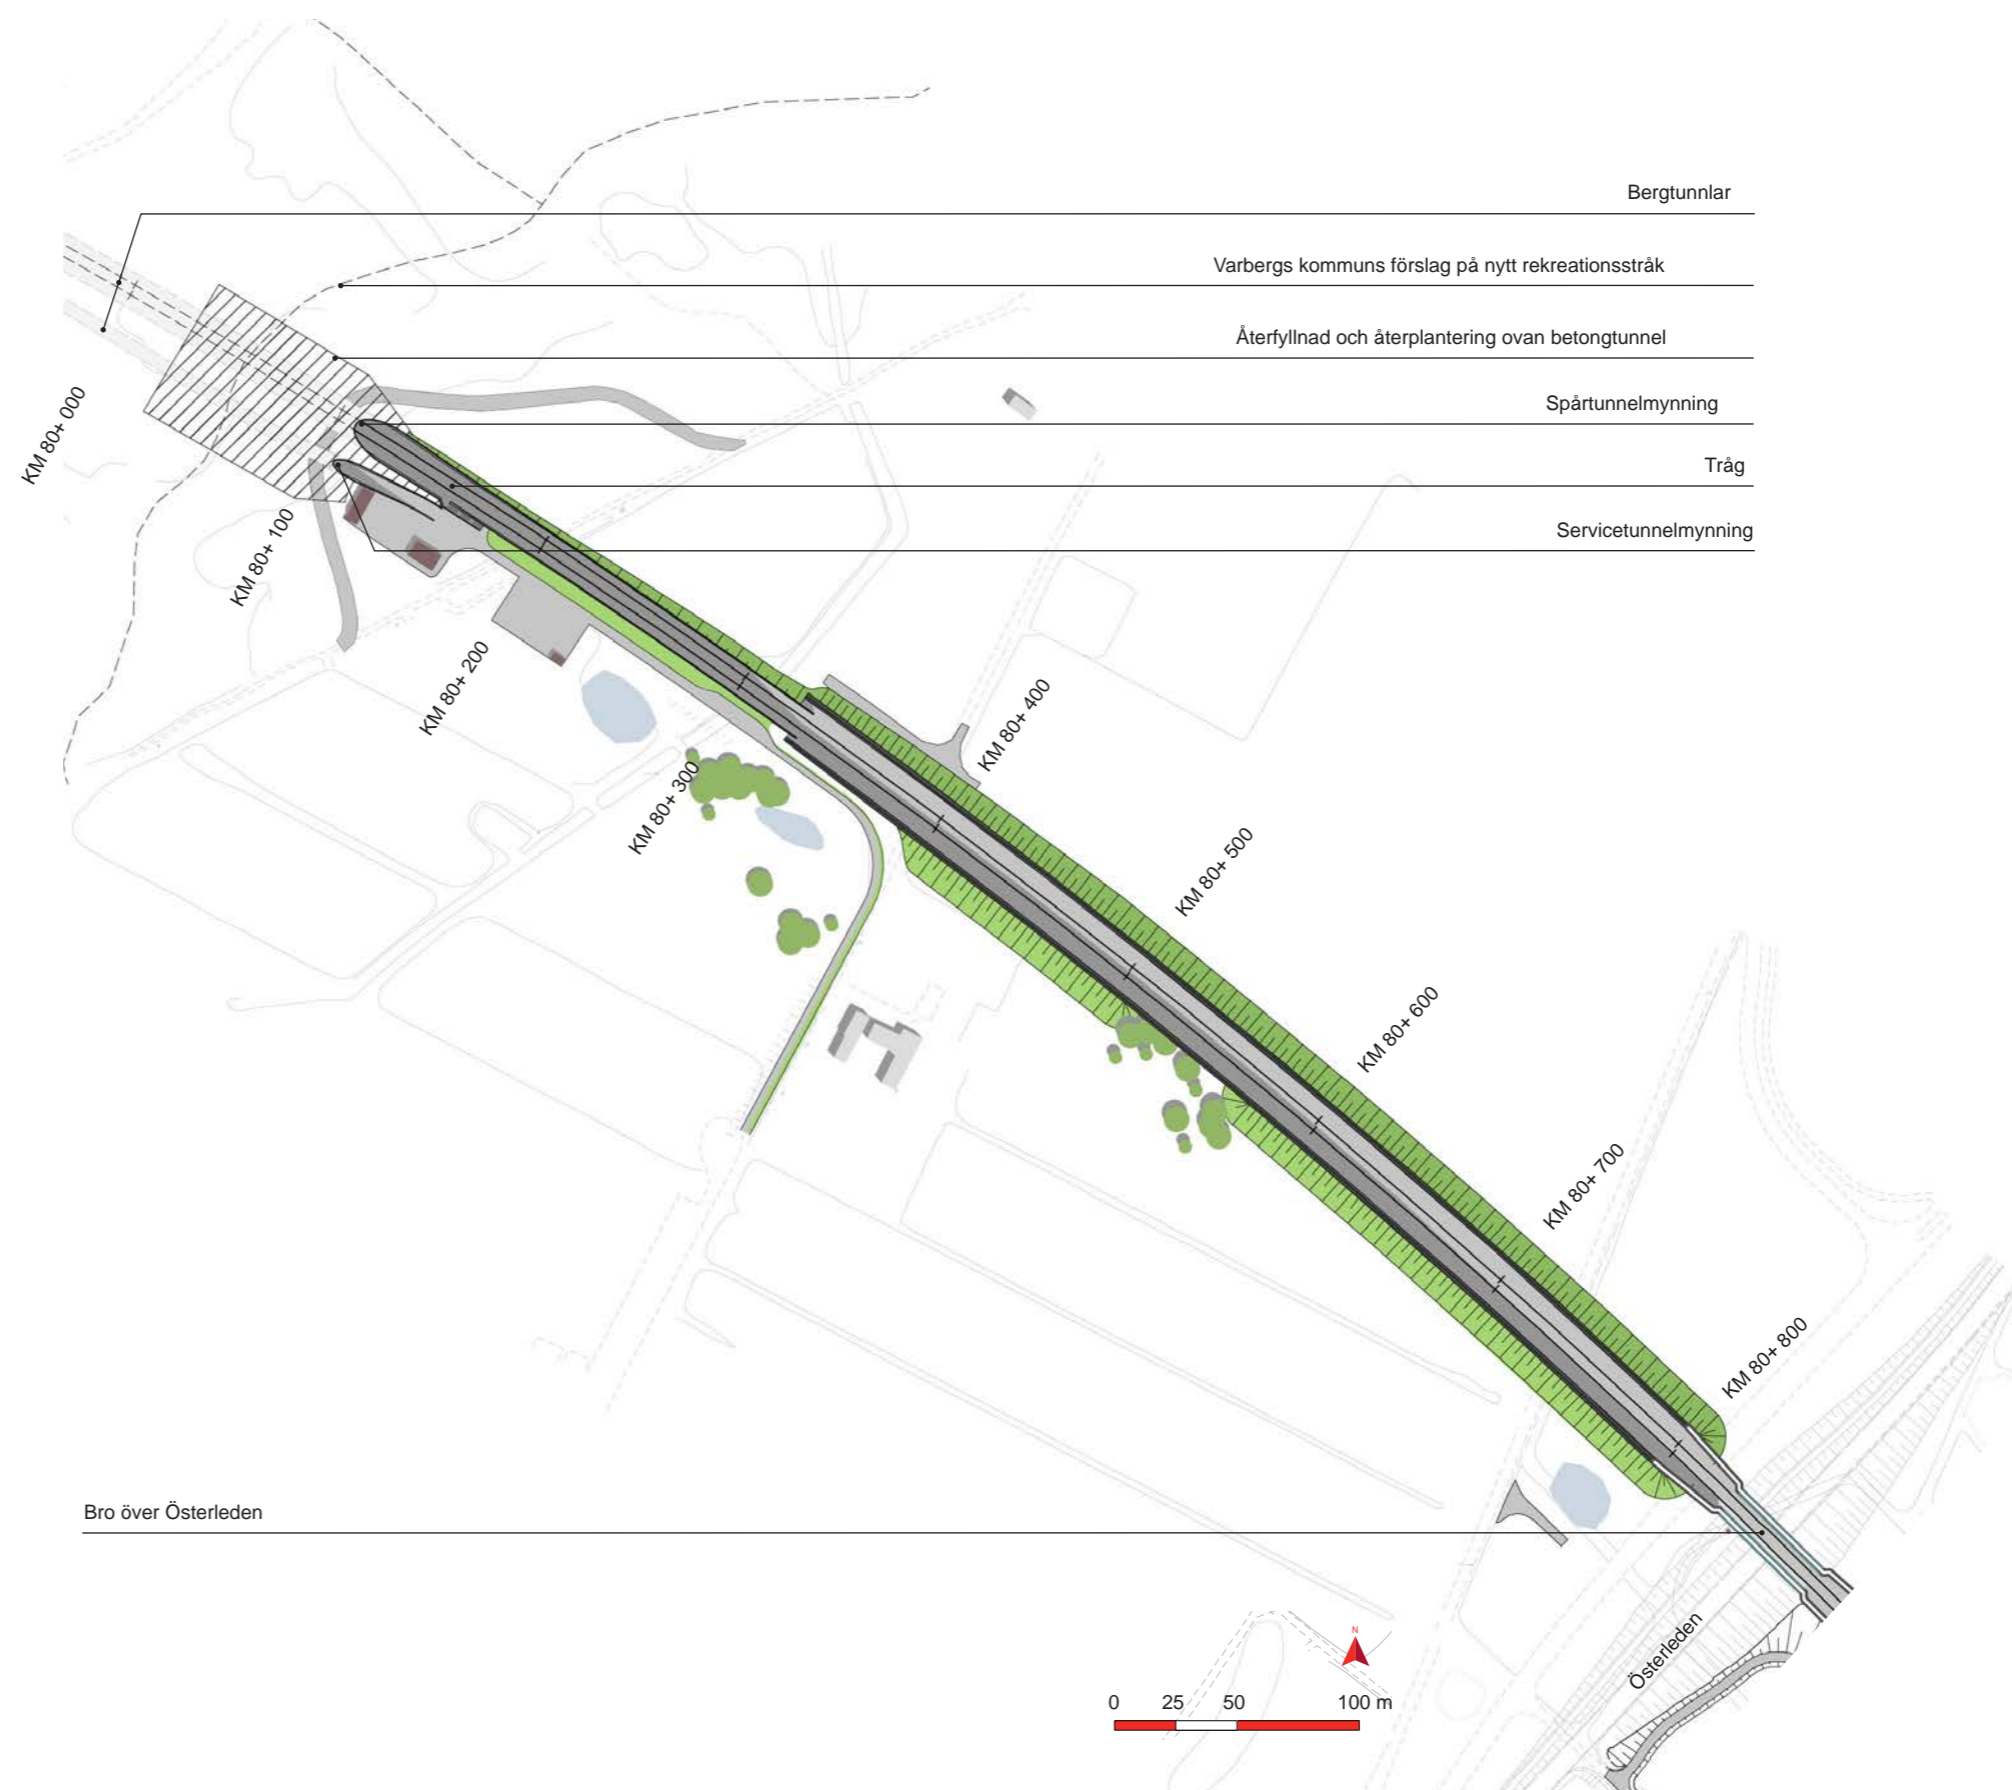 Bergtunnlar
Varbergs kommuns förslag på nytt rekreationsstråk
Återfyllnad och återplantering ovan betongtunnel
Spårtunnelmynning
Tråg
Servicetunnelmynning
KM 80+ 000
KM 80+ 100
KM 80+ 200
KM 80+ 300
KM 80+ 400
KM 80+ 500
KM 80+ 600
KM 80+ 700
KM 80+ 800
Bro över Österleden
Österleden
N
0 25 50 100 m